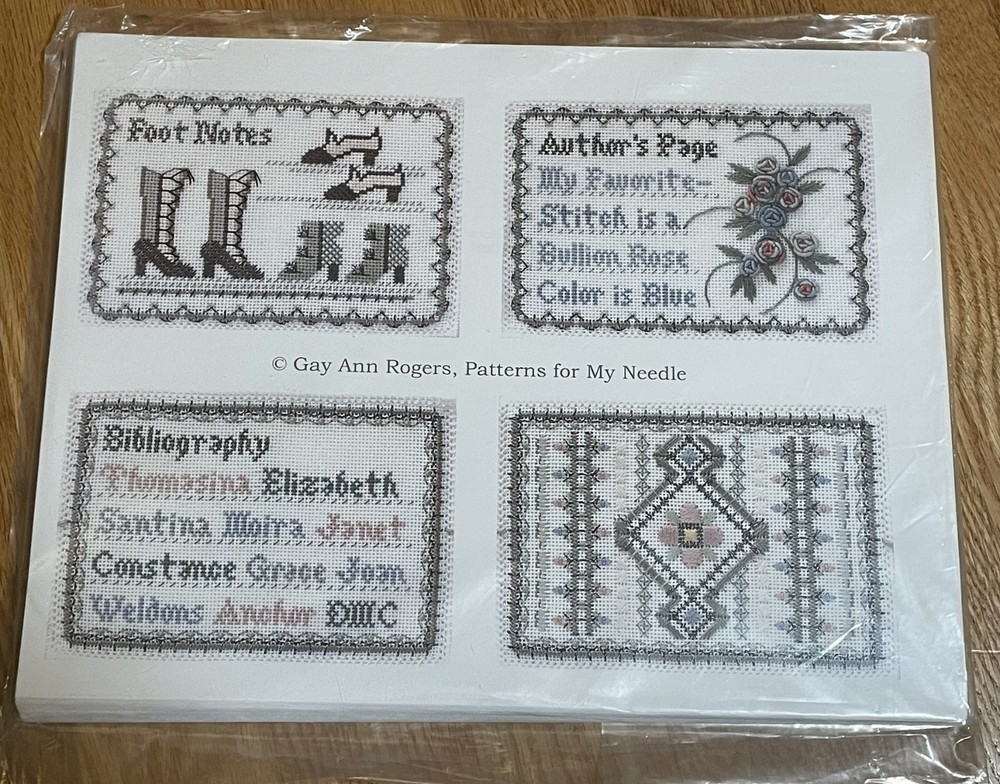 Foot Notes
Author's Page
My Favorite-
Stitch is a
Bullion Rose
Color is Blue
© Gay Ann Rogers, Patterns for My Needle
Bibliography
Thomasina Elizabeth
Santina Moira Janet
Constance Grace Joan
Weldons Anchor DMC